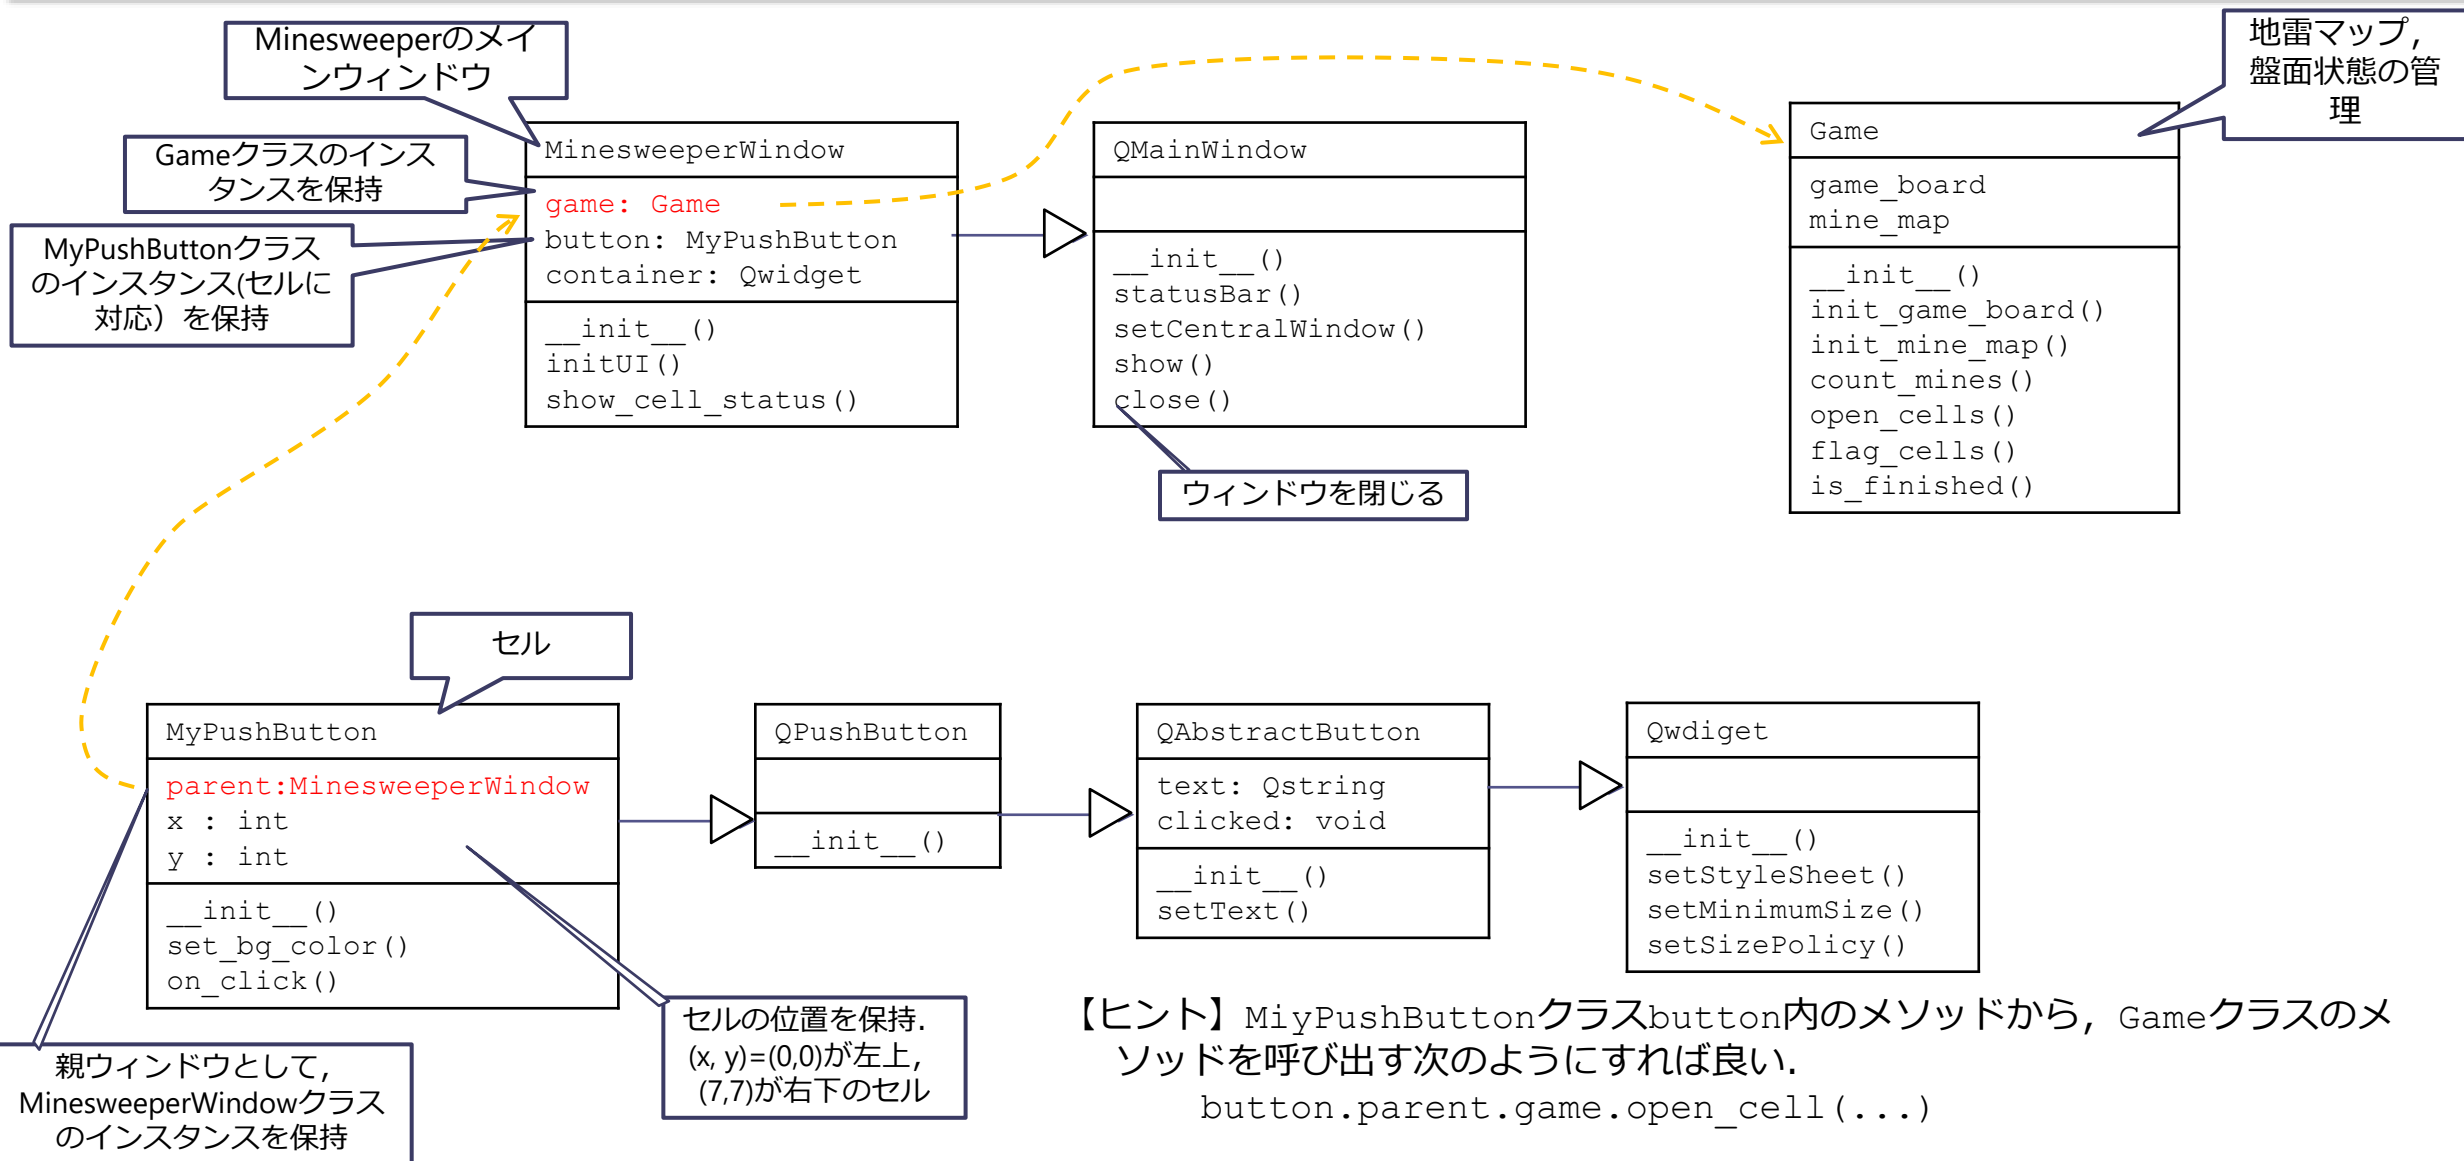 Minesweeperのメイ
ンウィンドウ
地雷マップ,
盤面状態の管
理
Gameクラスのインス
タンスを保持
MyPushButtonクラス
のインスタンス(セルに
対応）を保持
MinesweeperWindow
game: Game
button: MyPushButton
container: Qwidget
__init__()
initUI()
show_cell_status()
QMainWindow
__init__()
statusBar()
setCentralWindow()
show()
close()
ウィンドウを閉じる
Game
game_board
mine_map
__init__()
init_game_board()
init_mine_map()
count_mines()
open_cells()
flag_cells()
is_finished()
セル
MyPushButton
parent:MinesweeperWindow
x : int
y : int
__init__()
set_bg_color()
on_click()
QPushButton
__init__()
QAbstractButton
text: Qstring
clicked: void
__init__()
setText()
Qwdiget
__init__()
setStyleSheet()
setMinimumSize()
setSizePolicy()
親ウィンドウとして,
MinesweeperWindowクラス
のインスタンスを保持
セルの位置を保持.
(x, y)=(0,0)が左上,
(7,7)が右下のセル
【ヒント】MiyPushButtonクラスbutton内のメソッドから, Gameクラスのメ
ソッドを呼び出す次のようにすれば良い.
button.parent.game.open_cell(...)